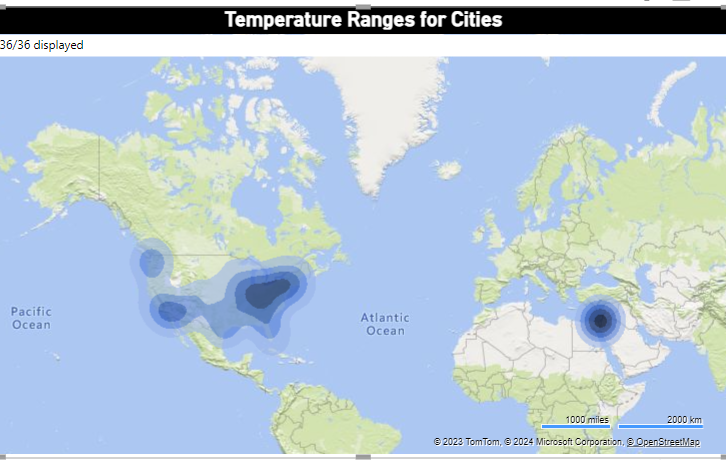 Temperature Ranges for Cities
36/36 displayed
Pacific
Ocean
Atlantic
Ocean
1000 miles 2000 km
© 2023 TomTom, © 2024 Microsoft Corporation, © OpenStreetMap